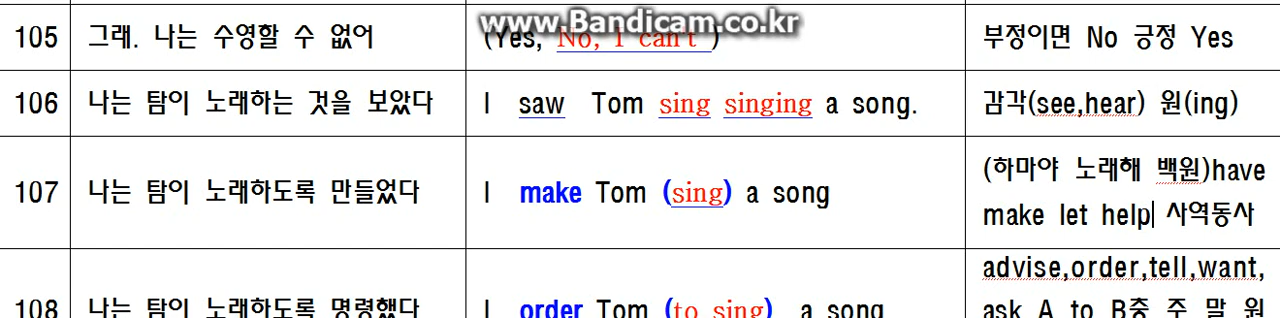 www.Bandicam.co.kr
105 그래. 나는 수영할 수 없어 (Yes, No, I can't ) 부정이면 No 긍정 Yes
106 나는 탐이 노래하는 것을 보았다 I saw Tom sing singing a song. 감각(see,hear) 원(ing)
107 나는 탐이 노래하도록 만들었다 I make Tom (sing) a song (하마야 노래해 백원)have
make let help 사역동사
advise,order,tell,want,
108 나는 탐이 노래하도록 명령했다 I order Tom (to sing) a song ask A to B충 주 말 원